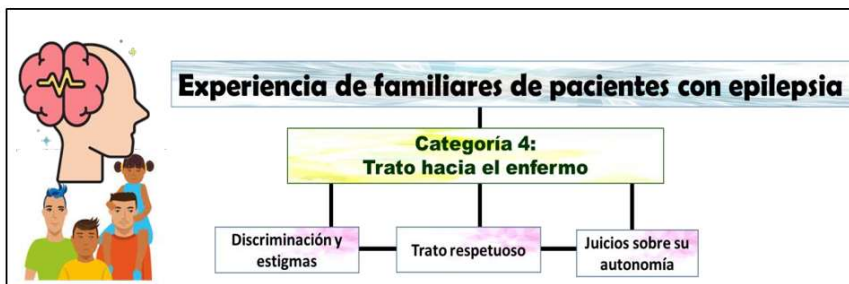 Experiencia de familiares de pacientes con epilepsia
Categoría 4:
Trato hacia el enfermo
Discriminación y
estigmas
Trato respetuoso
Juicios sobre su
autonomía